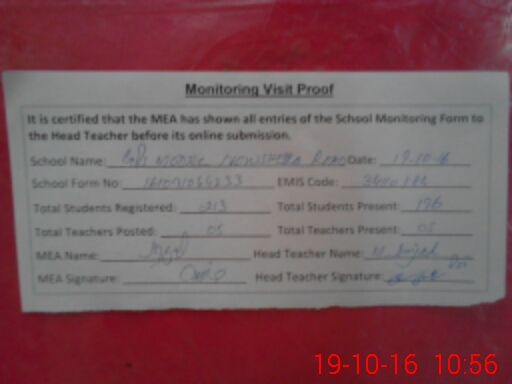 Monitoring Visit Proof
It is certified that the MEA has shown all entries of the School Monitoring Form to
the Head Teacher before its online submission.
School Name: Date: 19-10-16
School Form No: EMIS Code:
Total Students Registered: 213 Total Students Present: 176
Total Teachers Posted: 05 Total Teachers Present: 05
MEA Name: Head Teacher Name:
MEA Signature: Head Teacher Signature:
19-10-16 10:56